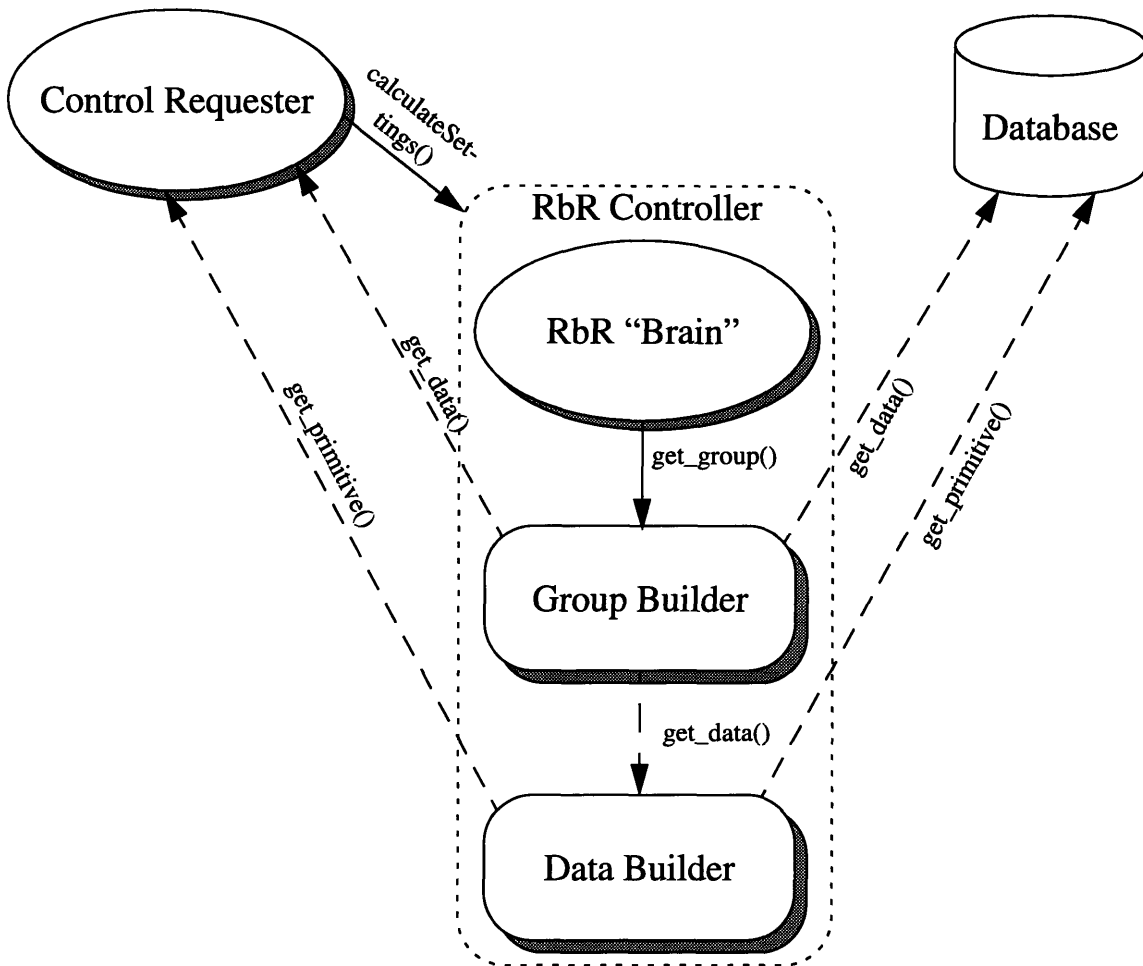 Control Requester
calculateSet-
tings()
Database
RbR Controller
RbR “Brain”
get_data()
get_primitive()
get_data()
get_primitive()
get_group()
Group Builder
get_data()
Data Builder